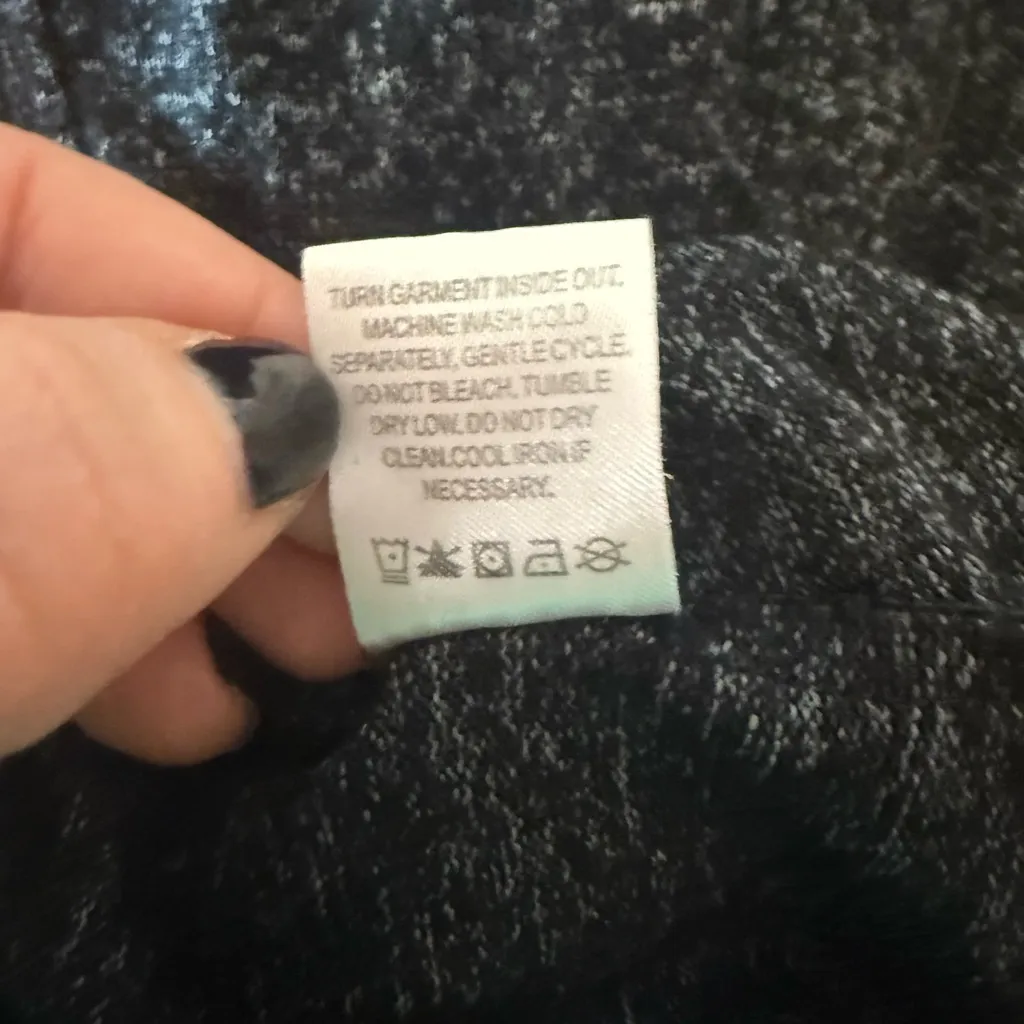 TURN GARMENT INSIDE OUT.
MACHINE WASH COLD
SEPARATELY, GENTLE CYCLE.
DO NOT BLEACH. TUMBLE
DRY LOW. DO NOT DRY
CLEAN.COOL IRON IF
NECESSARY.